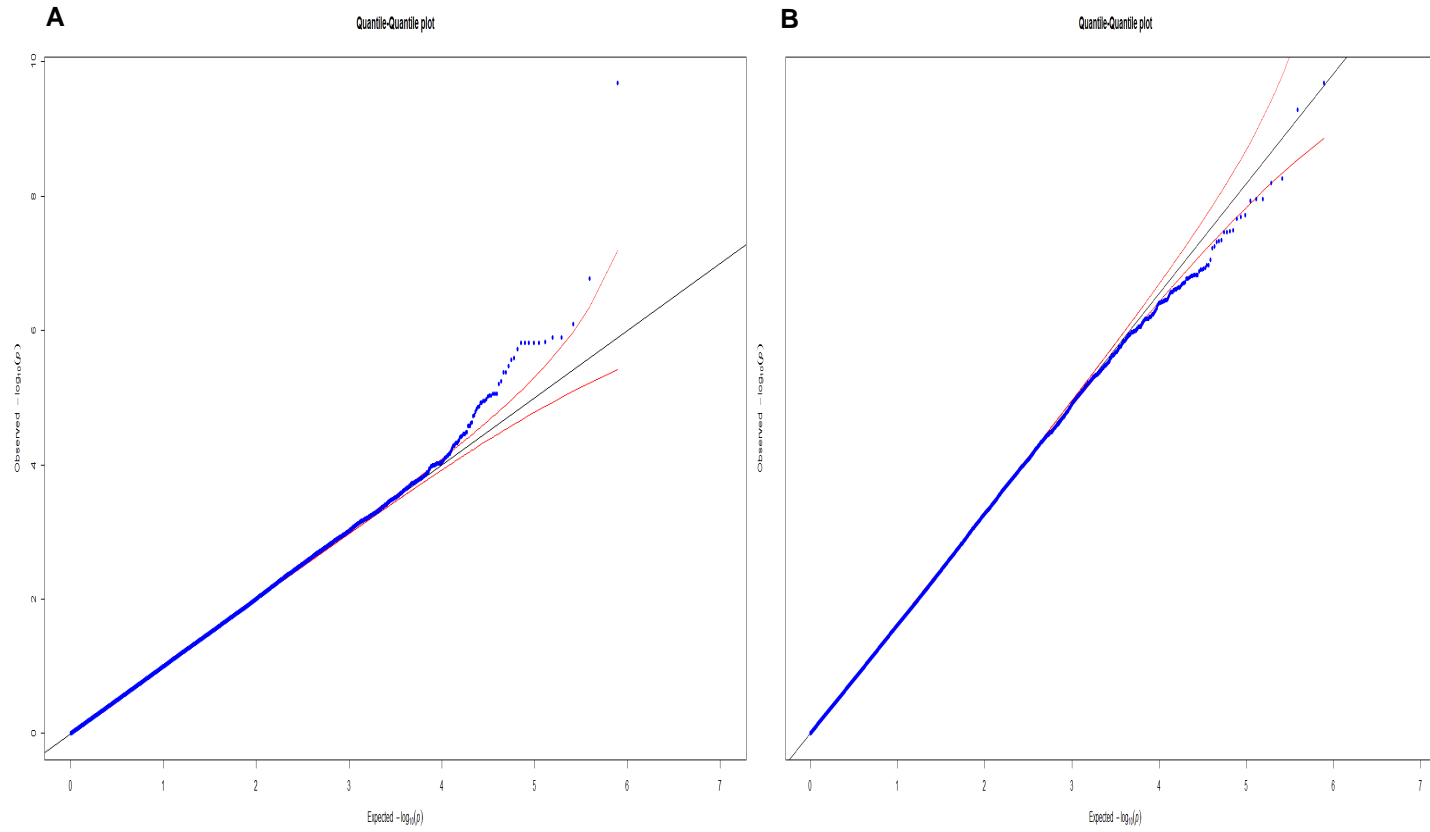 A
Quantile-Quantile plot
10
8
6
4
2
0
Observed −log₁₀(p)
0 1 2 3 4 5 6 7
Expected −log₁₀(p)
B
Quantile-Quantile plot
Observed −log₁₀(p)
0 1 2 3 4 5 6 7
Expected −log₁₀(p)